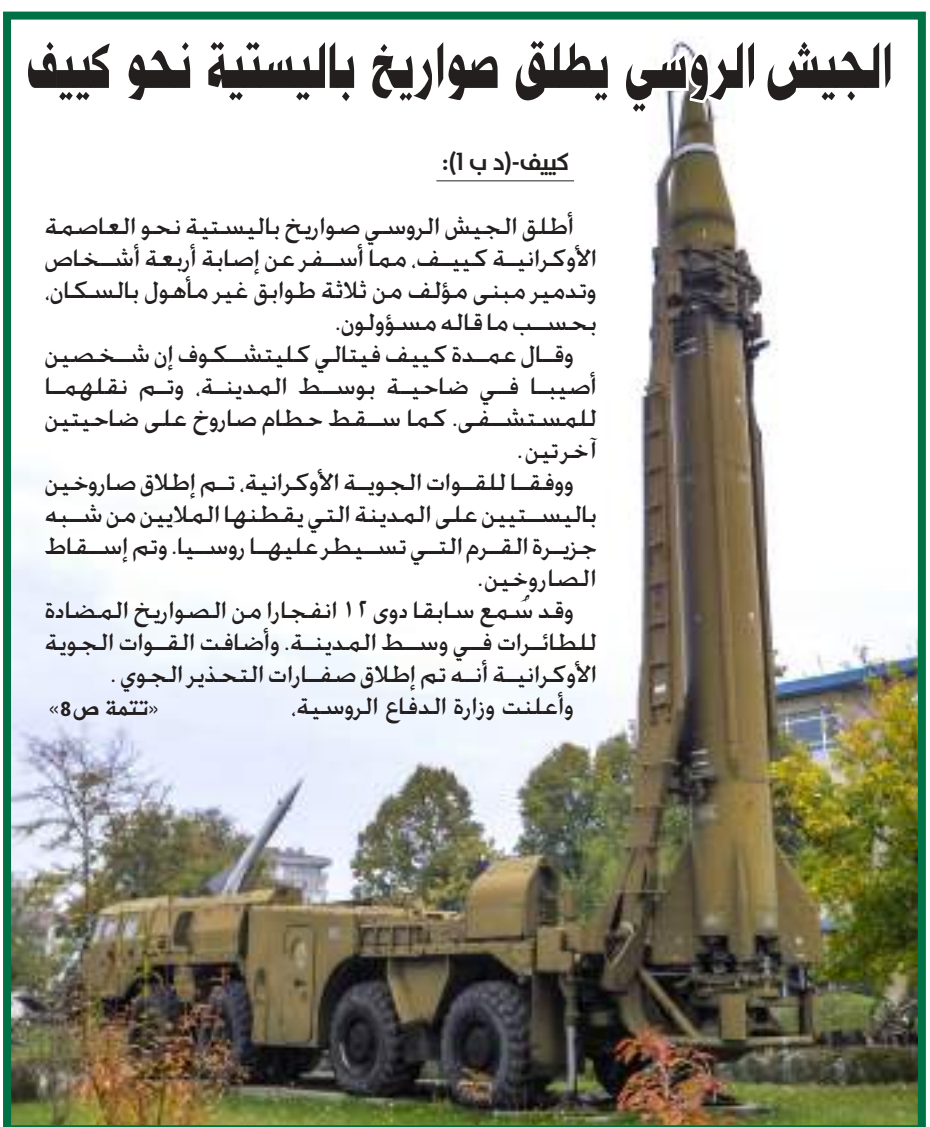 الجيش الروسي يطلق صواريخ باليستية نحو كييف
كييف-(د ب أ):
أطلق الجيش الروسي صواريخ باليستية نحو العاصمة
الأوكرانية كييف، مما أسفر عن إصابة أربعة أشخاص
وتدمير مبنى مؤلف من ثلاثة طوابق غير مأهول بالسكان،
بحسب ما قاله مسؤولون.
وقال عمدة كييف فيتالي كليتشكوف إن شخصين
أصيبا في ضاحية بوسط المدينة، وتم نقلهما
للمستشفى. كما سقط حطام صاروخ على ضاحيتين
آخرتين.
ووفقا للقوات الجوية الأوكرانية، تم إطلاق صاروخين
باليستيين على المدينة التي يقطنها الملايين من شبه
جزيرة القرم التي تسيطر عليها روسيا. وتم إسقاط
الصاروخين.
وقد سُمع سابقا دوى ١٢ انفجارا من الصواريخ المضادة
للطائرات في وسط المدينة. وأضافت القوات الجوية
الأوكرانية أنه تم إطلاق صفارات التحذير الجوي .
وأعلنت وزارة الدفاع الروسية، «تتمة ص8»